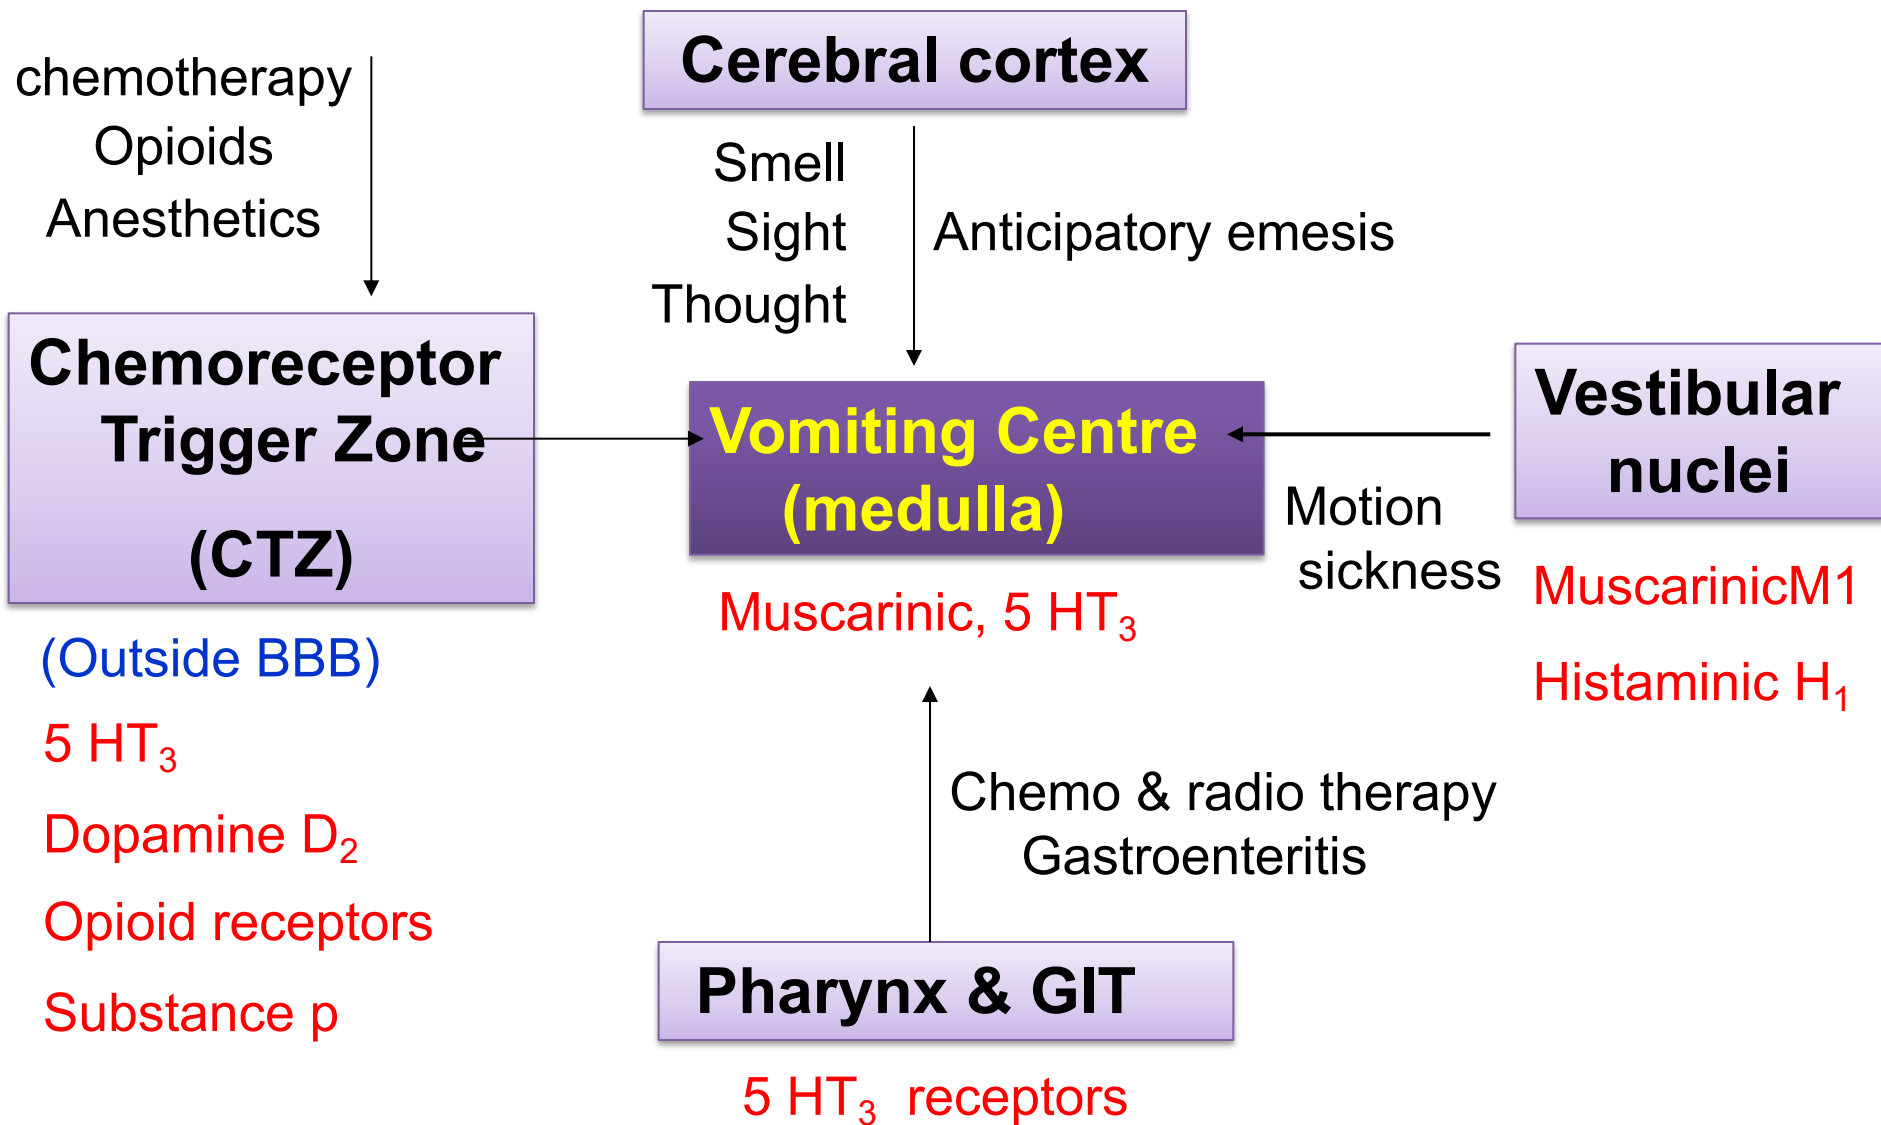 chemotherapy
Opioids
Anesthetics
Cerebral cortex
Smell
Sight
Thought
Anticipatory emesis
Chemoreceptor
Trigger Zone
(CTZ)
(Outside BBB)
5 HT₃
Dopamine D₂
Opioid receptors
Substance p
Vomiting Centre
(medulla)
Muscarinic, 5 HT₃
Motion
sickness
Vestibular
nuclei
MuscarinicM1
Histaminic H₁
Chemo & radio therapy
Gastroenteritis
Pharynx & GIT
5 HT₃ receptors